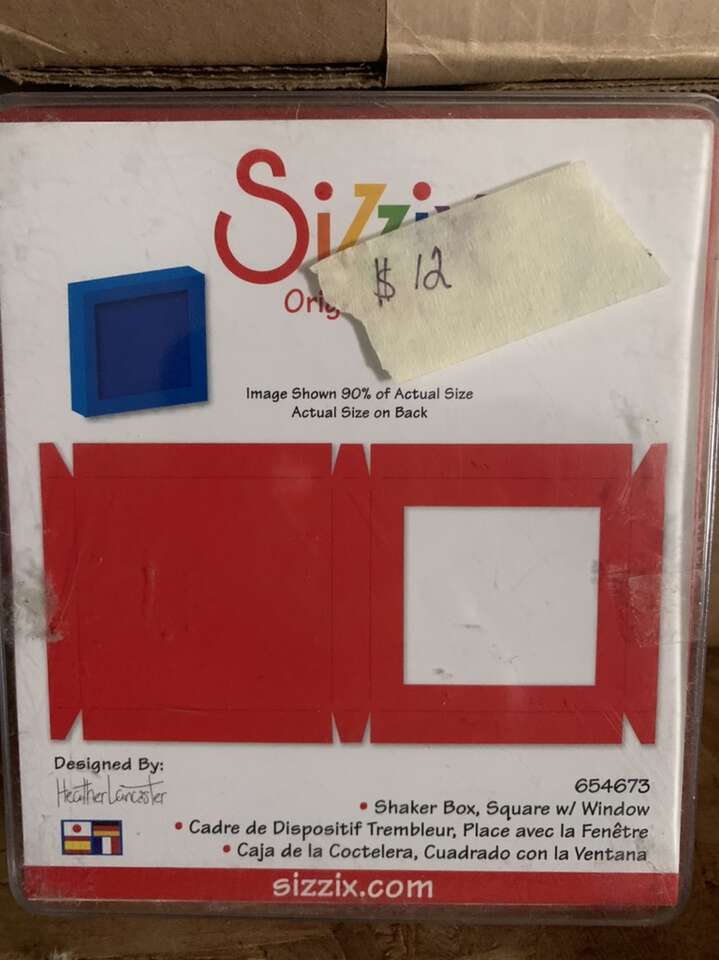 Sizzix
$ 12
Image Shown 90% of Actual Size
Actual Size on Back
Designed By:
Heather Lancaster
654673
• Shaker Box, Square w/ Window
• Cadre de Dispositif Trembleur, Place avec la Fenêtre
• Caja de la Coctelera, Cuadrado con la Ventana
sizzix.com